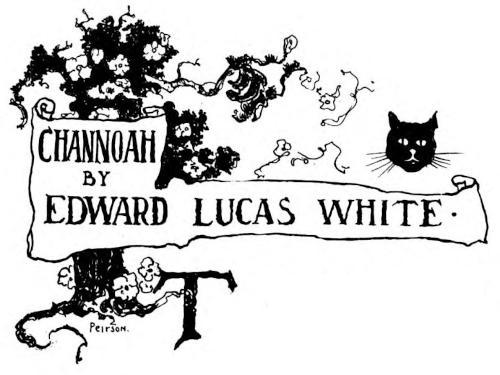 CHANNOAH
BY
EDWARD LUCAS WHITE.
T
Peirson.